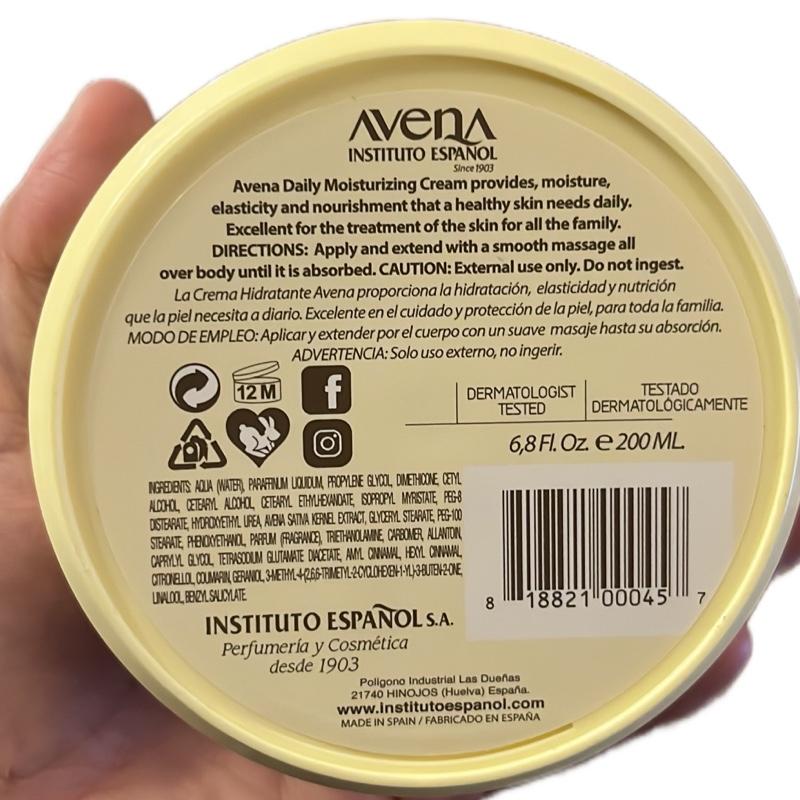 AVENA
INSTITUTO ESPAÑOL
Since 1903
Avena Daily Moisturizing Cream provides, moisture,
elasticity and nourishment that a healthy skin needs daily.
Excellent for the treatment of the skin for all the family.
DIRECTIONS: Apply and extend with a smooth massage all
over body until it is absorbed. CAUTION: External use only. Do not ingest.
La Crema Hidratante Avena proporciona la hidratación, elasticidad y nutrición
que la piel necesita a diario. Excelente en el cuidado y protección de la piel, para toda la familia.
MODO DE EMPLEO: Aplicar y extender por el cuerpo con un suave masaje hasta su absorción.
ADVERTENCIA: Solo uso externo, no ingerir.
12 M
DERMATOLOGIST
TESTED
TESTADO
DERMATOLÓGICAMENTE
6,8 Fl. Oz. e 200 ML.
INGREDIENTS: AQUA (WATER), PARAFFINUM LIQUIDUM, PROPYLENE GLYCOL, DIMETHICONE, CETYL
ALCOHOL, CETEARYL ALCOHOL, CETEARYL ETHYLHEXANOATE, ISOPROPYL MYRISTATE, PEG-8
DISTEARATE, HYDROXYETHYL UREA, AVENA SATIVA KERNEL EXTRACT, GLYCERYL STEARATE, PEG-100
STEARATE, PHENOXYETHANOL, PARFUM (FRAGRANCE), TRIETHANOLAMINE, CARBOMER, ALLANTOIN,
CAPRYLYL GLYCOL, TETRASODIUM GLUTAMATE DIACETATE, AMYL CINNAMAL, HEXYL CINNAMAL,
CITRONELLOL, COUMARIN, GERANIOL, 3-METHYL-4-(2,6,6-TRIMETYL-2-CYCLOHEXEN-1-YL)-3-BUTEN-2-ONE,
LINALOOL, BENZYL SALICYLATE.
8 18821 00045 7
INSTITUTO ESPAÑOL S.A.
Perfumería y Cosmética
desde 1903
Poligono Industrial Las Dueñas
21740 HINOJOS (Huelva) España.
www.institutoespanol.com
MADE IN SPAIN / FABRICADO EN ESPAÑA